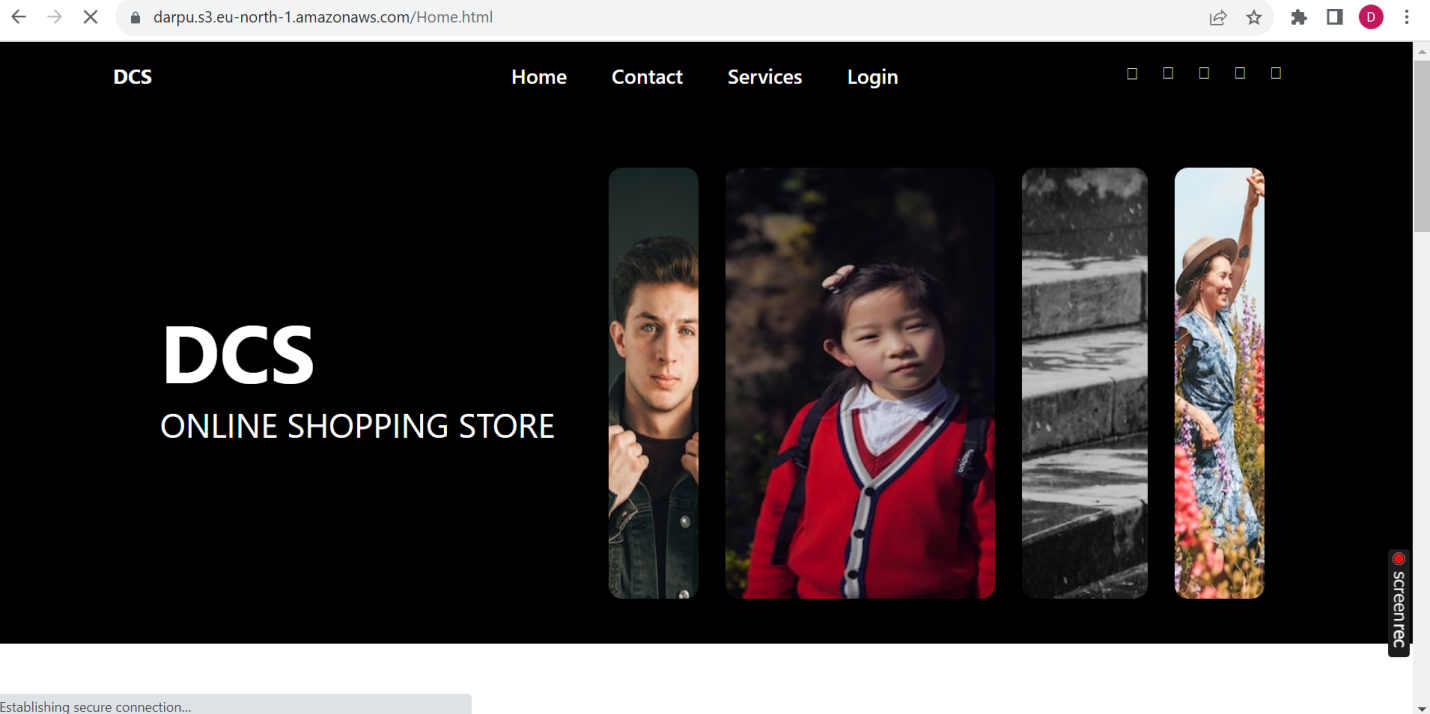 darpu.s3.eu-north-1.amazonaws.com/Home.html
D
DCS
Home
Contact
Services
Login
DCS
ONLINE SHOPPING STORE
screenrec
Establishing secure connection...